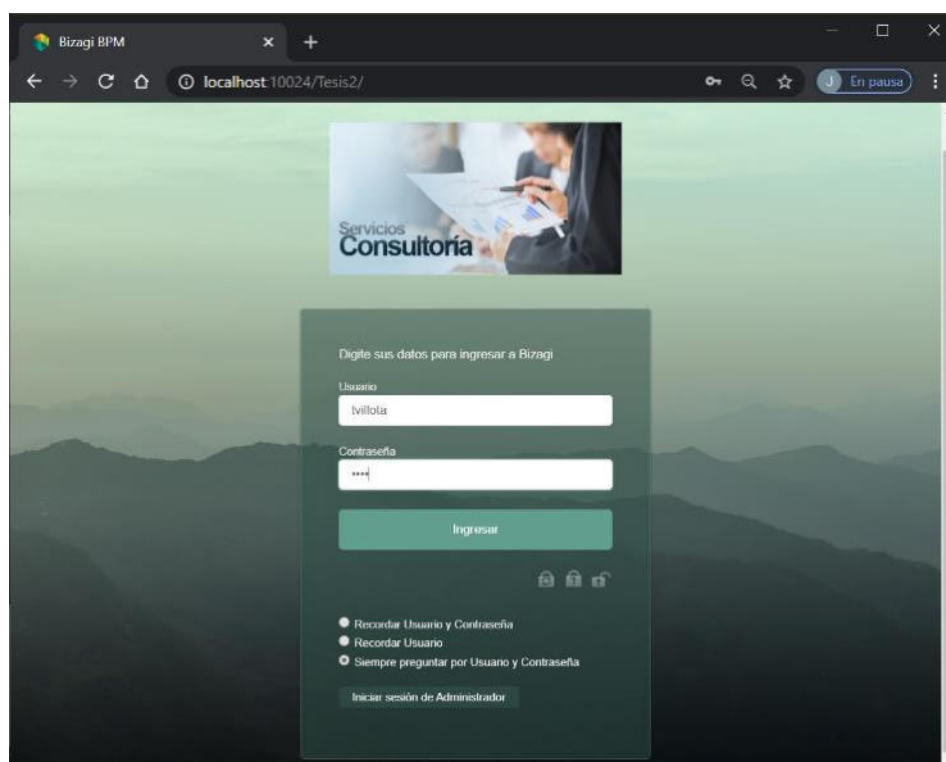 Bizagi BPM
localhost:10024/Tesis2/
J En pausa
Servicios
Consultoría
Digite sus datos para ingresar a Bizagi
Usuario
tvillota
Contraseña
••••
Ingresar
Recordar Usuario y Contraseña
Recordar Usuario
Siempre preguntar por Usuario y Contraseña
Iniciar sesión de Administrador